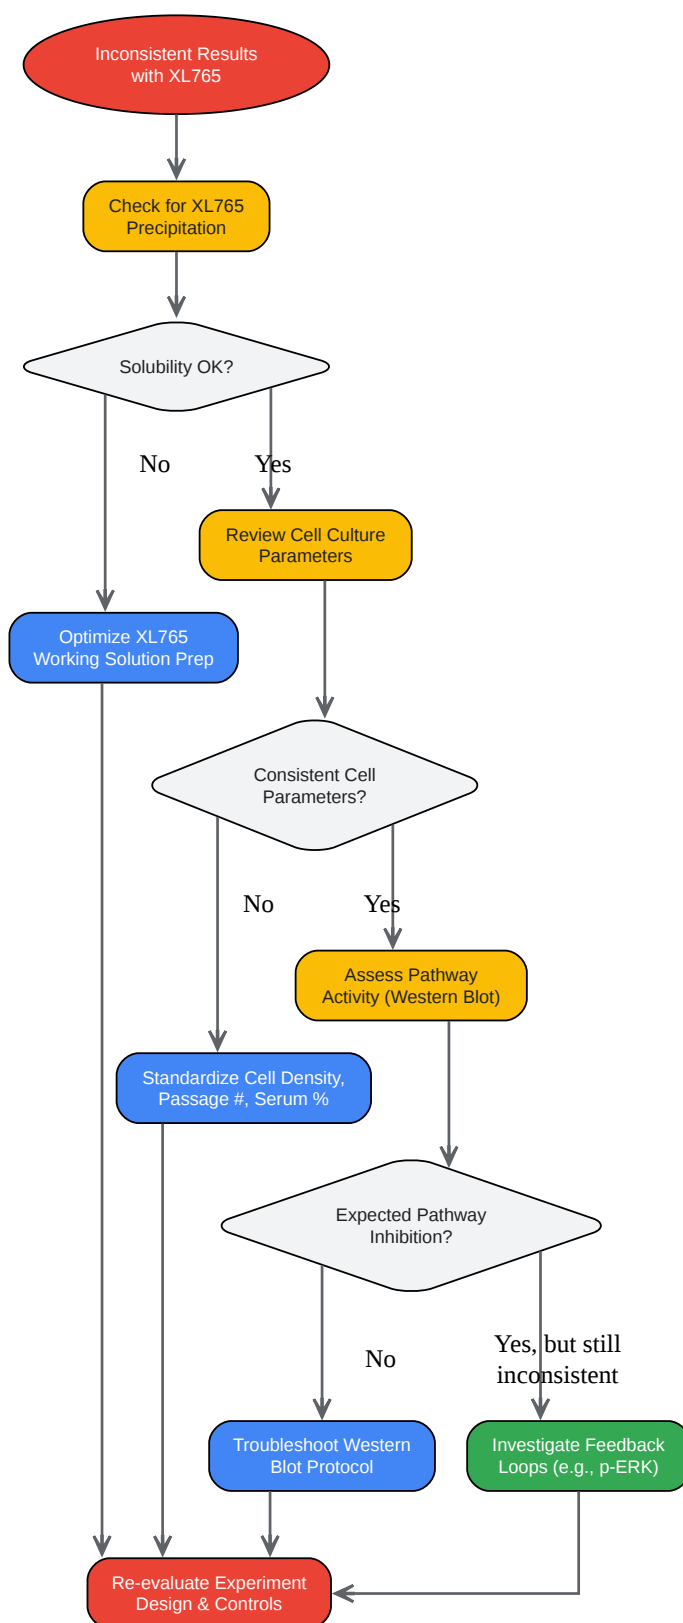 Inconsistent Results
with XL765
Check for XL765
Precipitation
Solubility OK?
No
Yes
Review Cell Culture
Parameters
Optimize XL765
Working Solution Prep
Consistent Cell
Parameters?
No
Yes
Assess Pathway
Activity (Western Blot)
Standardize Cell Density,
Passage #, Serum %
Expected Pathway
Inhibition?
No
Yes, but still
inconsistent
Troubleshoot Western
Blot Protocol
Investigate Feedback
Loops (e.g., p-ERK)
Re-evaluate Experiment
Design & Controls